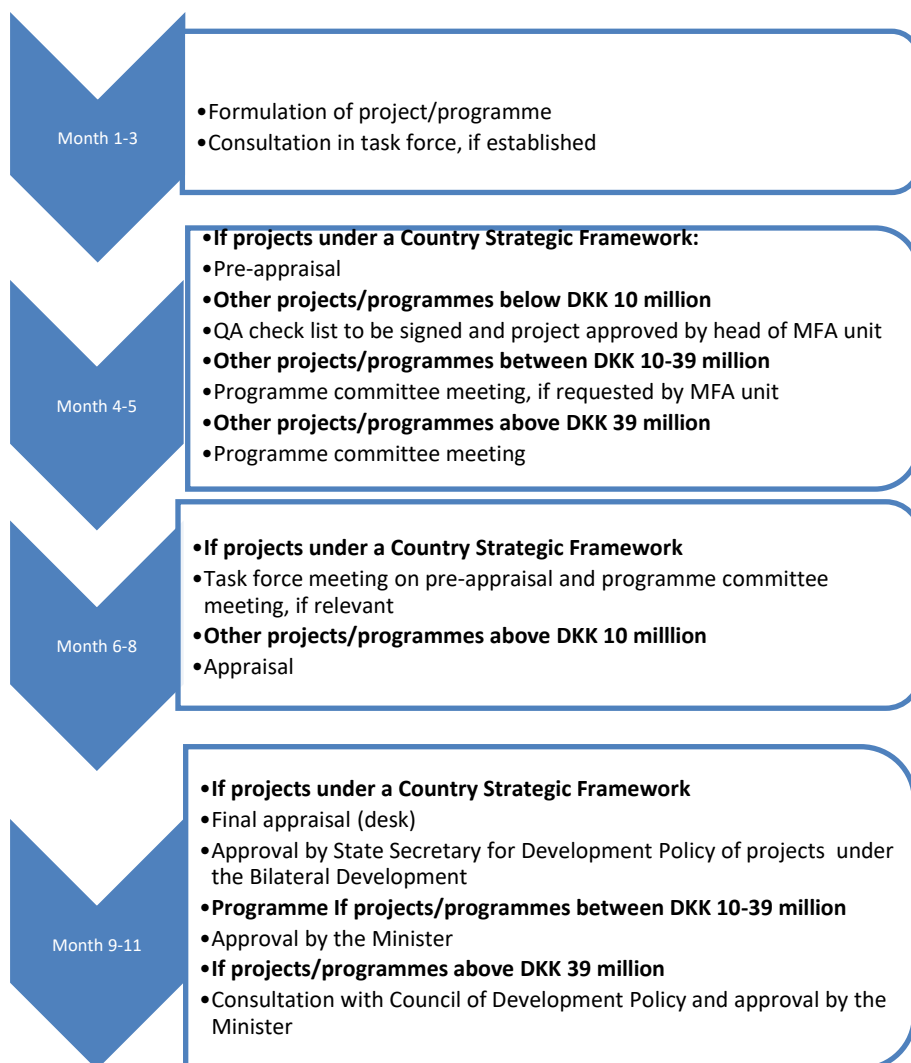 Month 1-3
•Formulation of project/programme
•Consultation in task force, if established
Month 4-5
•If projects under a Country Strategic Framework:
•Pre-appraisal
•Other projects/programmes below DKK 10 million
•QA check list to be signed and project approved by head of MFA unit
•Other projects/programmes between DKK 10-39 million
•Programme committee meeting, if requested by MFA unit
•Other projects/programmes above DKK 39 million
•Programme committee meeting
Month 6-8
•If projects under a Country Strategic Framework
•Task force meeting on pre-appraisal and programme committee
meeting, if relevant
•Other projects/programmes above DKK 10 milllion
•Appraisal
Month 9-11
•If projects under a Country Strategic Framework
•Final appraisal (desk)
•Approval by State Secretary for Development Policy of projects under
the Bilateral Development
•Programme If projects/programmes between DKK 10-39 million
•Approval by the Minister
•If projects/programmes above DKK 39 million
•Consultation with Council of Development Policy and approval by the
Minister